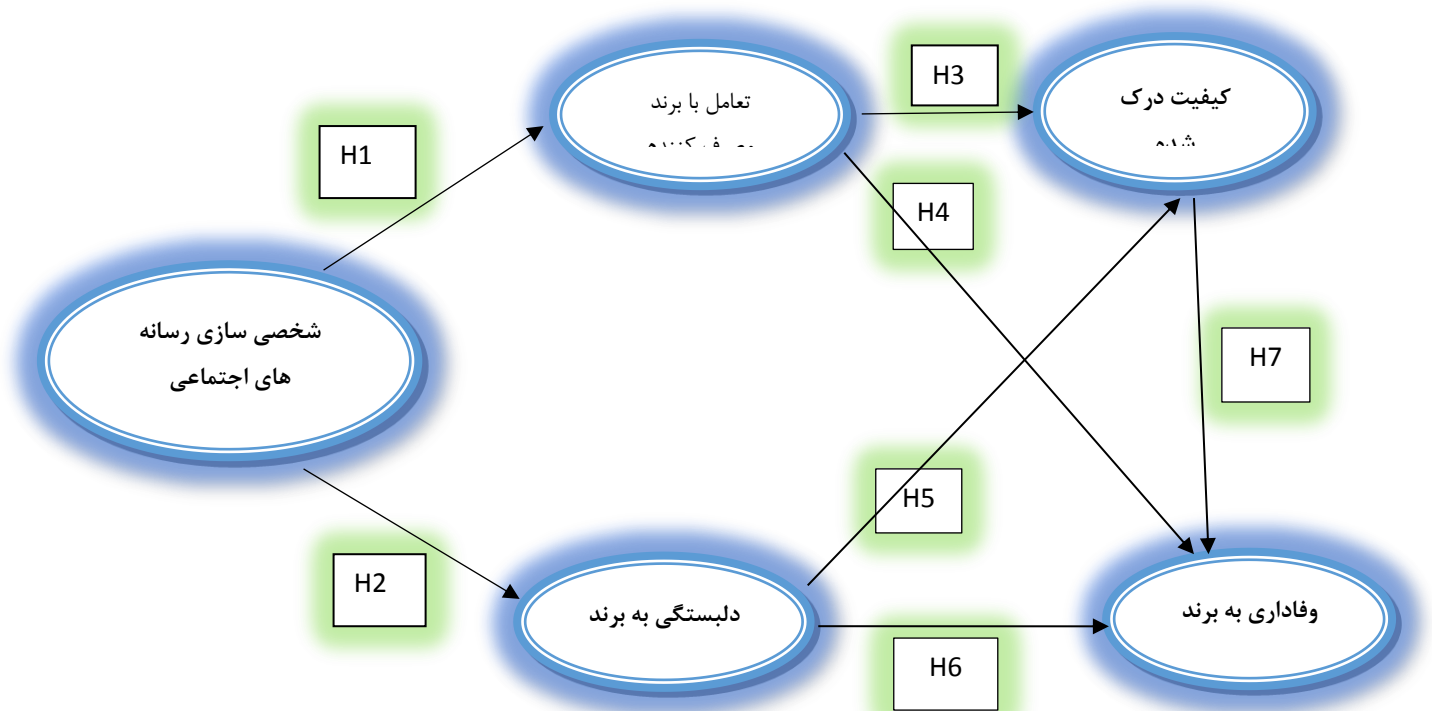 H1
H2
H3
H4
H5
H6
H7
شخصی سازی رسانه
های اجتماعی
تعامل با برند
کیفیت درک
دلبستگی به برند
وفاداری به برند